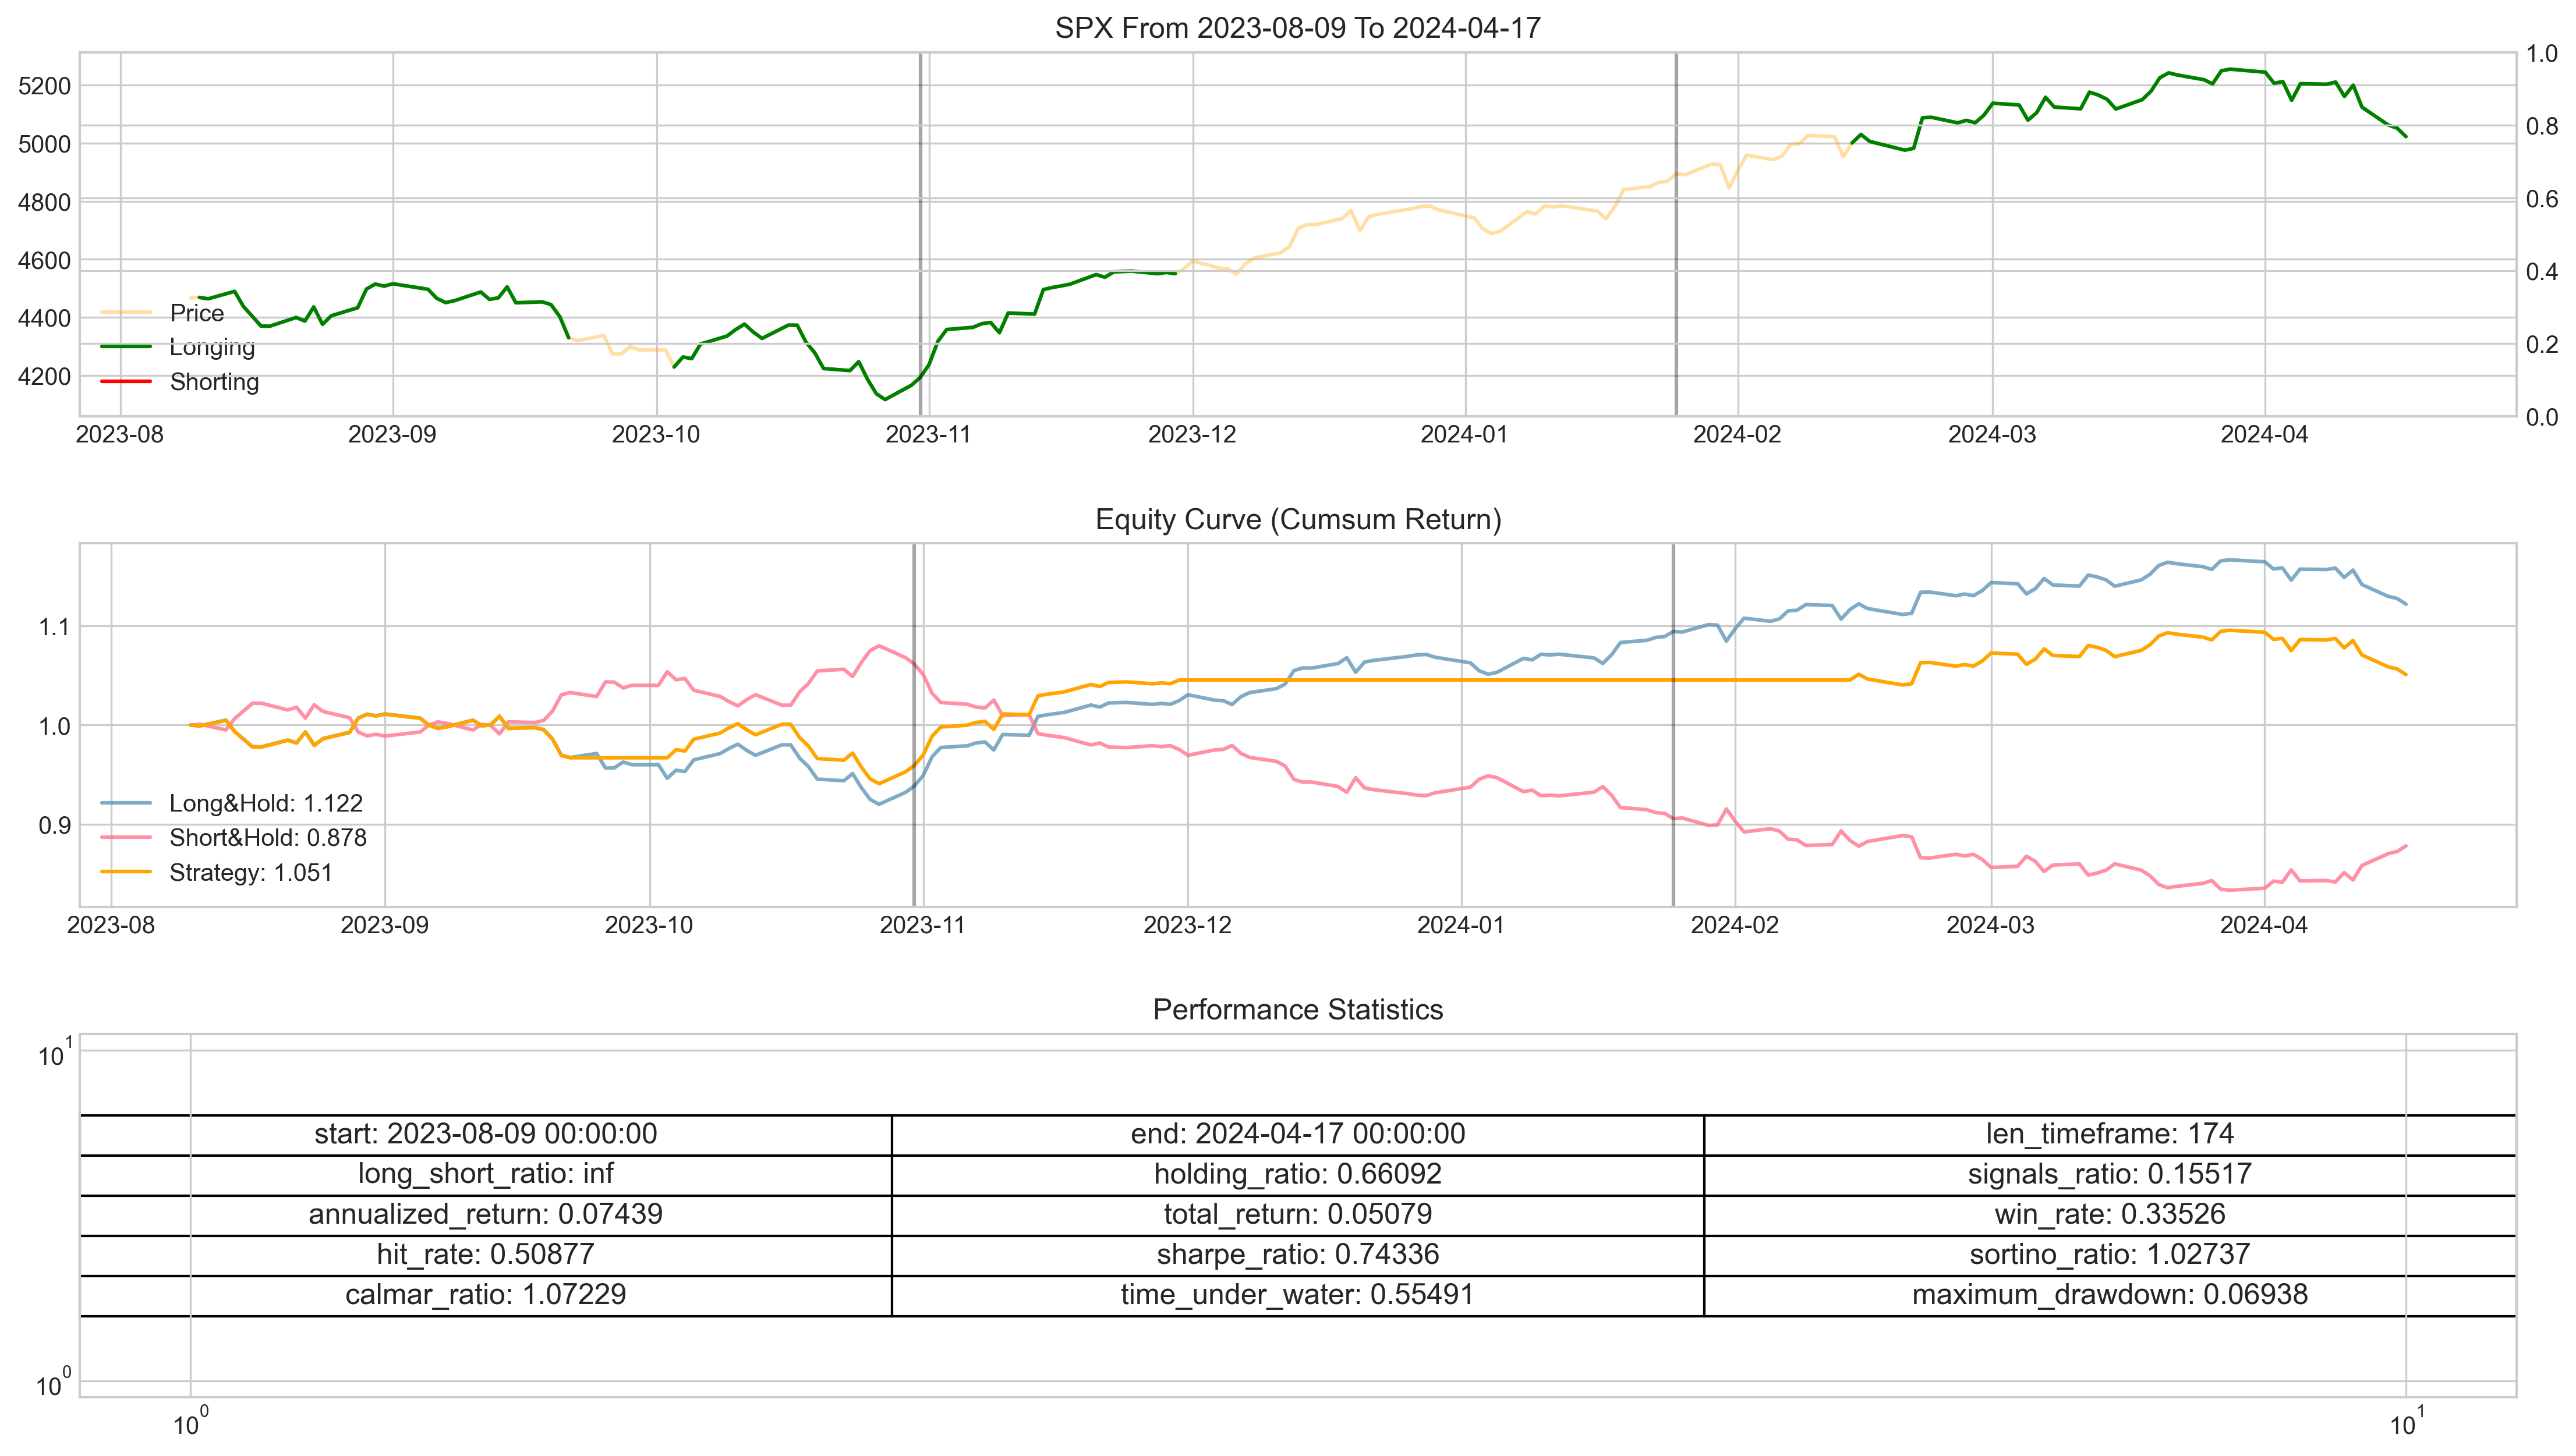 SPX From 2023-08-09 To 2024-04-17
5200
5000
4800
4600
4400
4200
1.0
0.8
0.6
0.4
0.2
0.0
Price
Longing
Shorting
2023-08 2023-09 2023-10 2023-11 2023-12 2024-01 2024-02 2024-03 2024-04
Equity Curve (Cumsum Return)
1.1
1.0
0.9
Long&Hold: 1.122
Short&Hold: 0.878
Strategy: 1.051
2023-08 2023-09 2023-10 2023-11 2023-12 2024-01 2024-02 2024-03 2024-04
Performance Statistics
10^1
start: 2023-08-09 00:00:00 end: 2024-04-17 00:00:00 len_timeframe: 174
long_short_ratio: inf holding_ratio: 0.66092 signals_ratio: 0.15517
annualized_return: 0.07439 total_return: 0.05079 win_rate: 0.33526
hit_rate: 0.50877 sharpe_ratio: 0.74336 sortino_ratio: 1.02737
calmar_ratio: 1.07229 time_under_water: 0.55491 maximum_drawdown: 0.06938
10^0
10^0 10^1